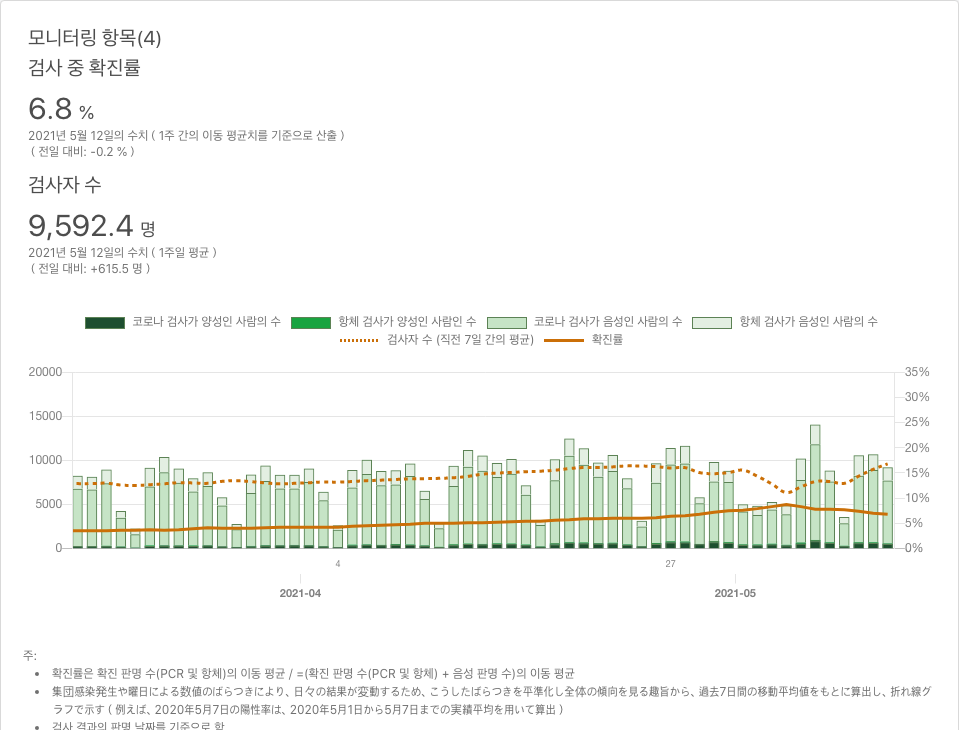 모니터링 항목(4)
검사 중 확진률
6.8 %
2021년 5월 12일의 수치 ( 1주 간의 이동 평균치를 기준으로 산출 )
( 전일 대비: -0.2 % )
검사자 수
9,592.4 명
2021년 5월 12일의 수치 ( 1주일 평균 )
( 전일 대비: +615.5 명 )
코로나 검사가 양성인 사람의 수 항체 검사가 양성인 사람인 수 코로나 검사가 음성인 사람의 수 항체 검사가 음성인 사람의 수
검사자 수 (직전 7일 간의 평균) 확진률
20000 35%
30%
15000 25%
20%
10000 15%
5000 10%
5%
0 0%
4 27
2021-04 2021-05
주:
• 확진률은 확진 판명 수(PCR 및 항체)의 이동 평균 / =(확진 판명 수(PCR 및 항체) + 음성 판명 수)의 이동 평균
• 集団感染発生や曜日による数値のばらつきにより、日々の結果が変動するため、こうしたばらつきを平準化し全体の傾向を見る趣旨から、過去7日間の移動平均値をもとに算出し、折れ線グ
ラフで示す ( 例えば、2020年5月7日の陽性率は、2020年5月1日から5月7日までの実績平均を用いて算出 )
• 검사 결과의 판명 날짜를 기준으로 함